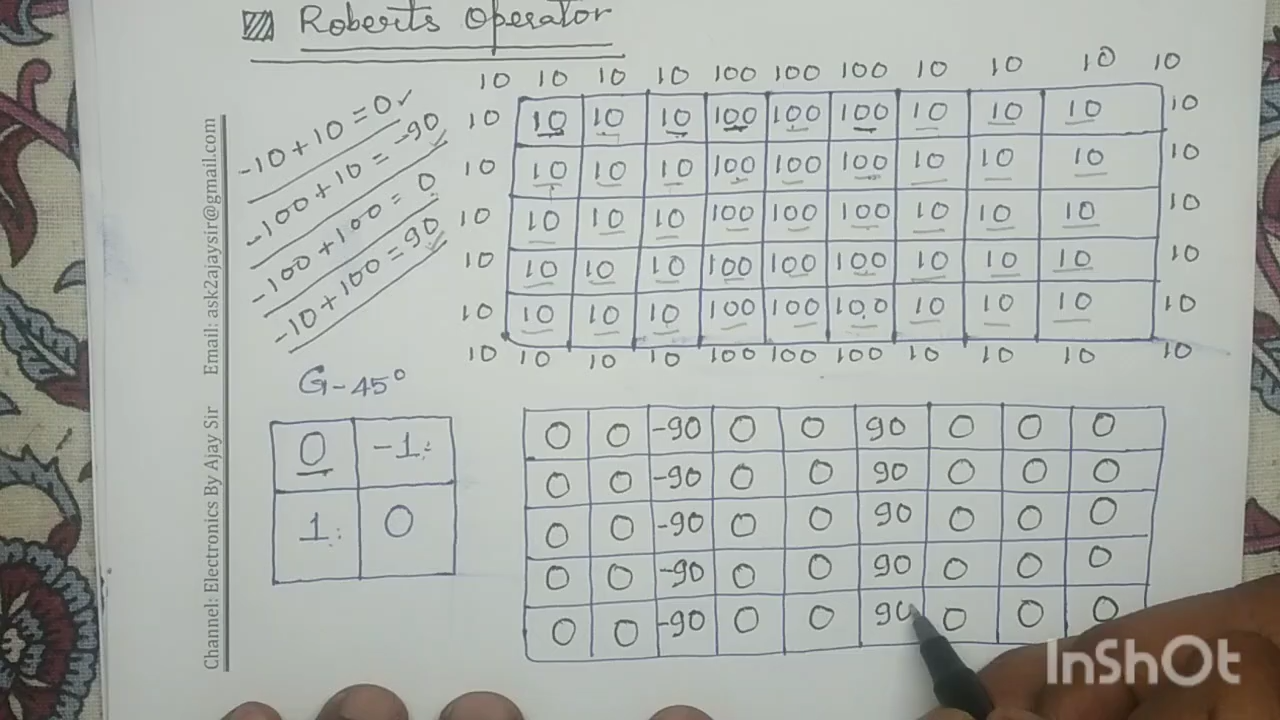 Roberts Operator
10 10 10 10 100 100 100 10 10 10 10
10 10 10 10 100 100 100 10 10 10 10
10 10 10 10 100 100 100 10 10 10 10
10 10 10 10 100 100 100 10 10 10 10
10 10 10 10 100 100 100 10 10 10 10
10 10 10 10 100 100 100 10 10 10 10
10 10 10 10 100 100 100 10 10 10 10
-10+10=0✓
-100+10=-90
-100+100=0
-10+100=90
G-45°
0 -1
1 0
0 0 -90 0 0 90 0 0 0
0 0 -90 0 0 90 0 0 0
0 0 -90 0 0 90 0 0 0
0 0 -90 0 0 90 0 0 0
0 0 -90 0 0 90 0 0 0
Channel: Electronics By Ajay Sir Email: ask2ajaysir@gmail.com
InShOt